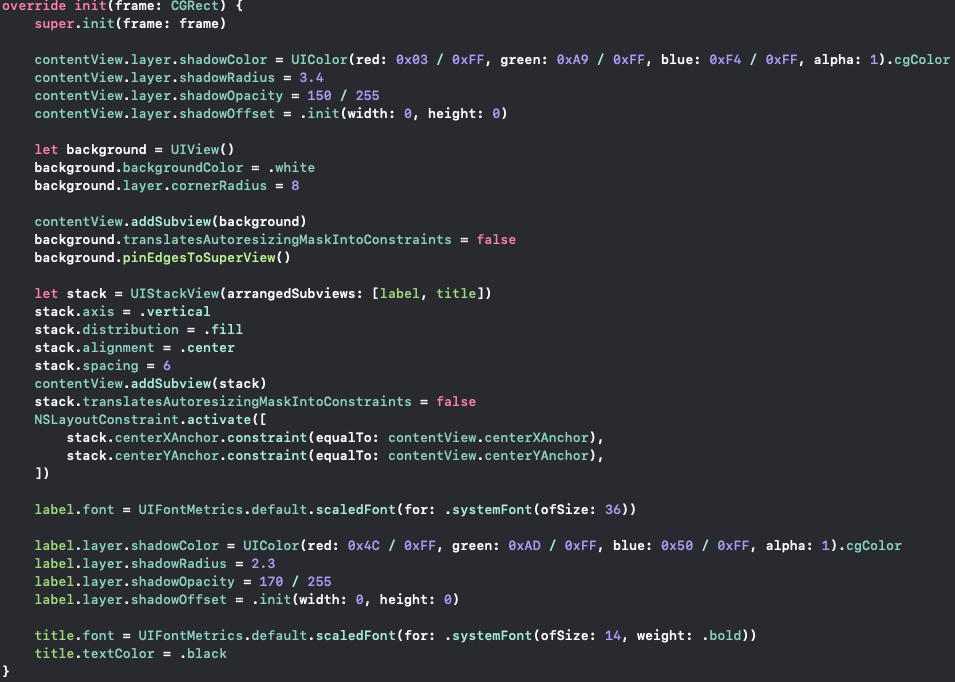 override init(frame: CGRect) {
    super.init(frame: frame)

    contentView.layer.shadowColor = UIColor(red: 0x03 / 0xFF, green: 0xA9 / 0xFF, blue: 0xF4 / 0xFF, alpha: 1).cgColor
    contentView.layer.shadowRadius = 3.4
    contentView.layer.shadowOpacity = 150 / 255
    contentView.layer.shadowOffset = .init(width: 0, height: 0)

    let background = UIView()
    background.backgroundColor = .white
    background.layer.cornerRadius = 8

    contentView.addSubview(background)
    background.translatesAutoresizingMaskIntoConstraints = false
    background.pinEdgesToSuperView()

    let stack = UIStackView(arrangedSubviews: [label, title])
    stack.axis = .vertical
    stack.distribution = .fill
    stack.alignment = .center
    stack.spacing = 6
    contentView.addSubview(stack)
    stack.translatesAutoresizingMaskIntoConstraints = false
    NSLayoutConstraint.activate([
        stack.centerXAnchor.constraint(equalTo: contentView.centerXAnchor),
        stack.centerYAnchor.constraint(equalTo: contentView.centerYAnchor),
    ])

    label.font = UIFontMetrics.default.scaledFont(for: .systemFont(ofSize: 36))

    label.layer.shadowColor = UIColor(red: 0x4C / 0xFF, green: 0xAD / 0xFF, blue: 0x50 / 0xFF, alpha: 1).cgColor
    label.layer.shadowRadius = 2.3
    label.layer.shadowOpacity = 170 / 255
    label.layer.shadowOffset = .init(width: 0, height: 0)

    title.font = UIFontMetrics.default.scaledFont(for: .systemFont(ofSize: 14, weight: .bold))
    title.textColor = .black
}